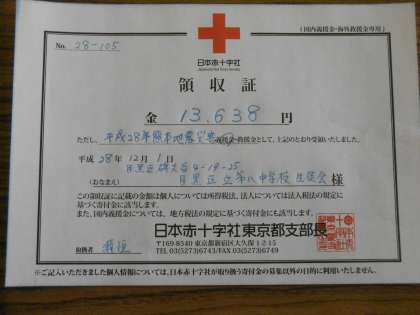 (国内義援金・海外救援金専用)
No. 28-105
日本赤十字社
Japanese Red Cross Society
領収証
金 13,638 円
ただし、平成28年熊本地震災害義援金・救援金として、上記のとおり受領いたしました。
平成 28年 12月 1日
目黒区碑文谷4-19-25
(おなまえ) 目黒区立第八中学校 生徒会 様
この領収証に記載の金額は個人については所得税法、法人については法人税法の規定に
基づく寄付金に該当します。
また、国内義援金については、地方税法の規定に基づく寄付金にも該当します。
日本赤十字社東京都支部長
〒169-8540 東京都新宿区大久保1-2-15
TEL 03(5273)6743/FAX 03(5273)6749
取扱者
※ご記入いただきました個人情報については、日本赤十字社が取り扱う寄付金の募集以外の目的に利用いたしません。